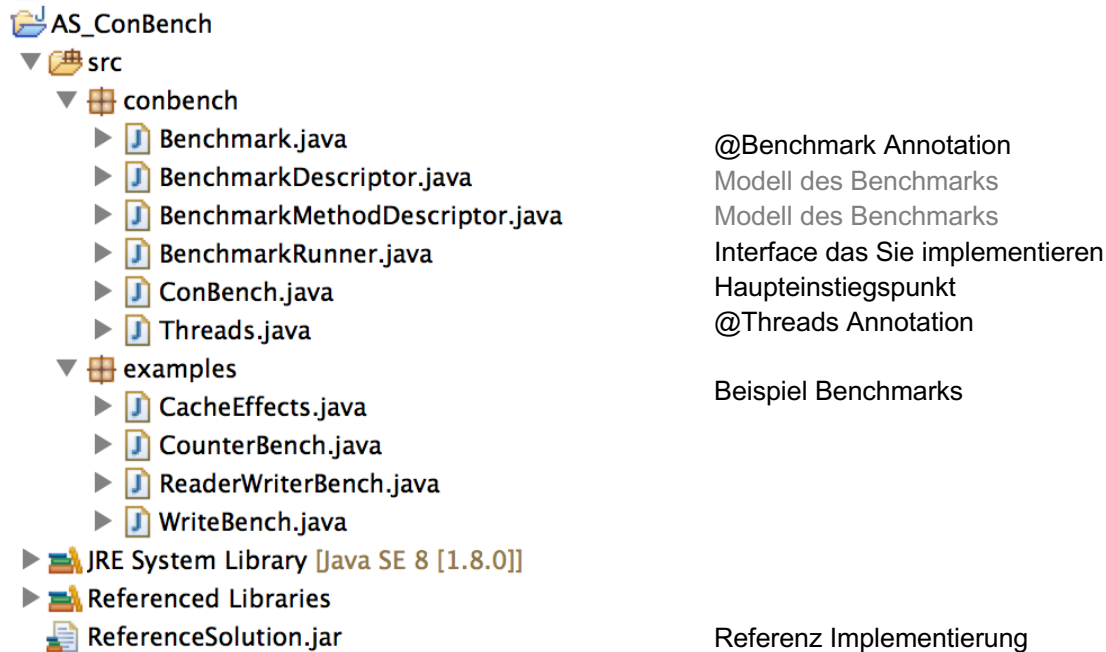 AS_ConBench
src
conbench
Benchmark.java @Benchmark Annotation
BenchmarkDescriptor.java Modell des Benchmarks
BenchmarkMethodDescriptor.java Modell des Benchmarks
BenchmarkRunner.java Interface das Sie implementieren
ConBench.java Haupteinstiegspunkt
Threads.java @Threads Annotation
examples
Beispiel Benchmarks
CacheEffects.java
CounterBench.java
ReaderWriterBench.java
WriteBench.java
JRE System Library [Java SE 8 [1.8.0]]
Referenced Libraries
ReferenceSolution.jar Referenz Implementierung